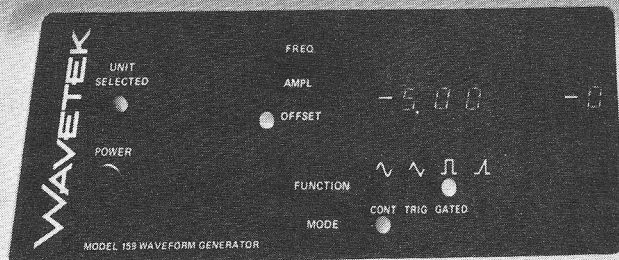 WAVETEK
UNIT
SELECTED
POWER
FREQ
AMPL
OFFSET
-5.00 -0
FUNCTION
MODE
CONT TRIG GATED
MODEL 159 WAVEFORM GENERATOR